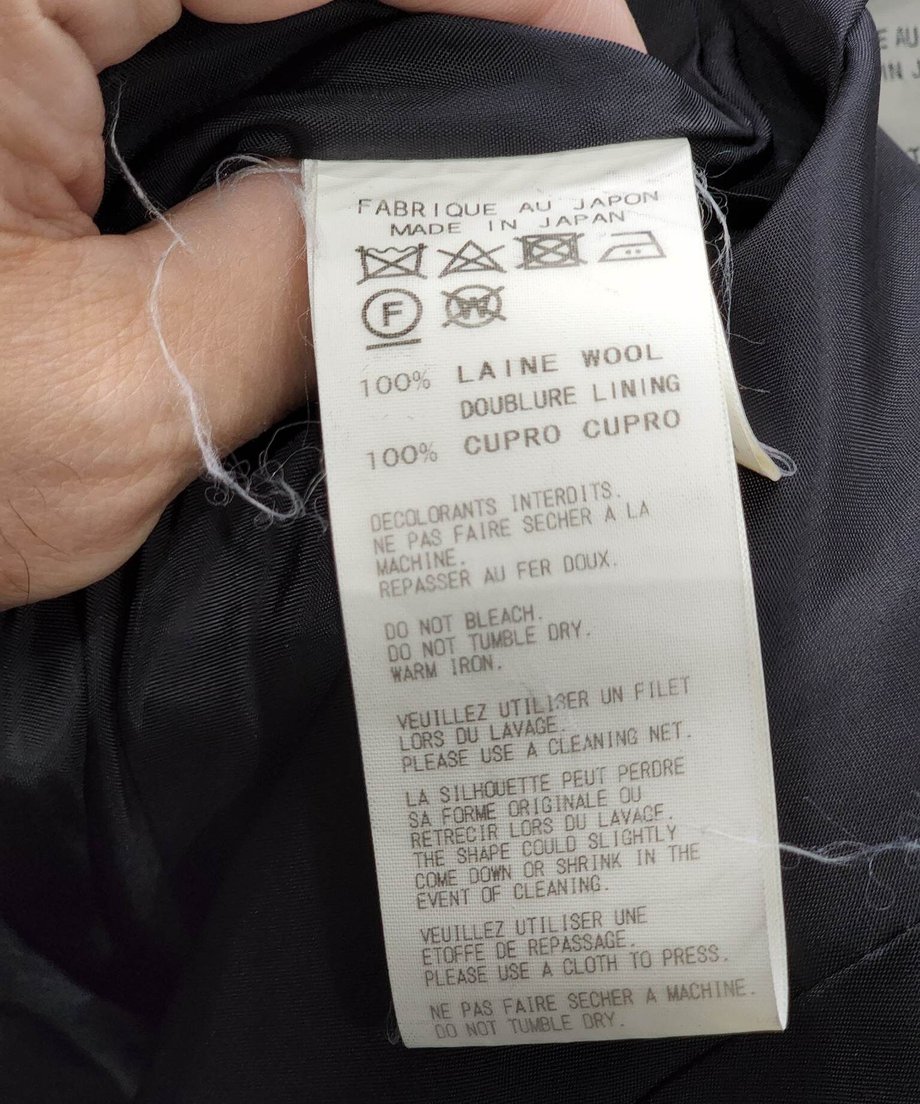 FABRIQUE AU JAPON
MADE IN JAPAN
F W
100% LAINE WOOL
DOUBLURE LINING
100% CUPRO CUPRO
DECOLORANTS INTERDITS.
NE PAS FAIRE SECHER A LA
MACHINE.
REPASSER AU FER DOUX.
DO NOT BLEACH.
DO NOT TUMBLE DRY.
WARM IRON.
VEUILLEZ UTILISER UN FILET
LORS DU LAVAGE.
PLEASE USE A CLEANING NET.
LA SILHOUETTE PEUT PERDRE
SA FORME ORIGINALE OU
RETRECIR LORS DU LAVAGE.
THE SHAPE COULD SLIGHTLY
COME DOWN OR SHRINK IN THE
EVENT OF CLEANING.
VEUILLEZ UTILISER UNE
ETOFFE DE REPASSAGE.
PLEASE USE A CLOTH TO PRESS.
NE PAS FAIRE SECHER A MACHINE.
DO NOT TUMBLE DRY.